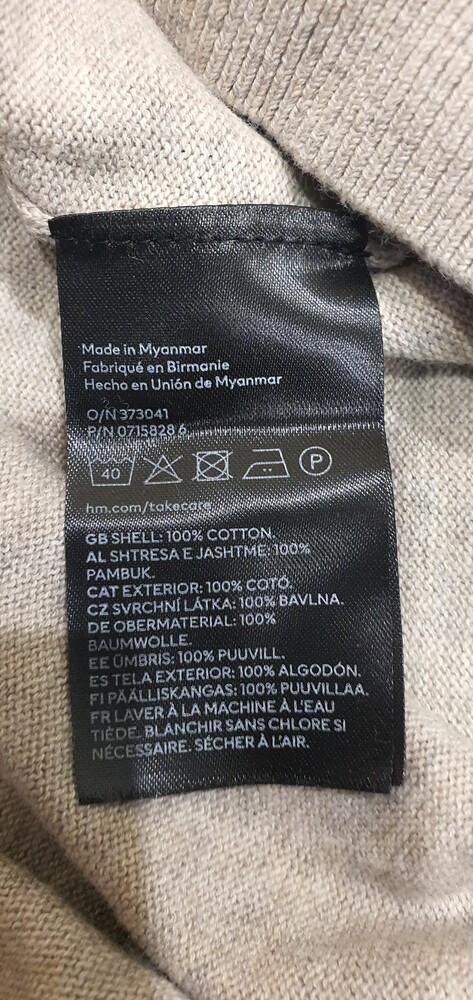 Made in Myanmar
Fabriqué en Birmanie
Hecho en Unión de Myanmar
O/N 373041
P/N 0715828 6
40
P
hm.com/takecare
GB SHELL: 100% COTTON.
AL SHTRESA E JASHTME: 100%
PAMBUK.
CAT EXTERIOR: 100% COTÓ.
CZ SVRCHNÍ LÁTKA: 100% BAVLNA.
DE OBERMATERIAL: 100%
BAUMWOLLE.
EE ÜMBRIS: 100% PUUVILL.
ES TELA EXTERIOR: 100% ALGODÓN.
FI PÄÄLLISKANGAS: 100% PUUVILLAA.
FR LAVER À LA MACHINE À L'EAU
TIÈDE. BLANCHIR SANS CHLORE SI
NÉCESSAIRE. SÉCHER À L'AIR.